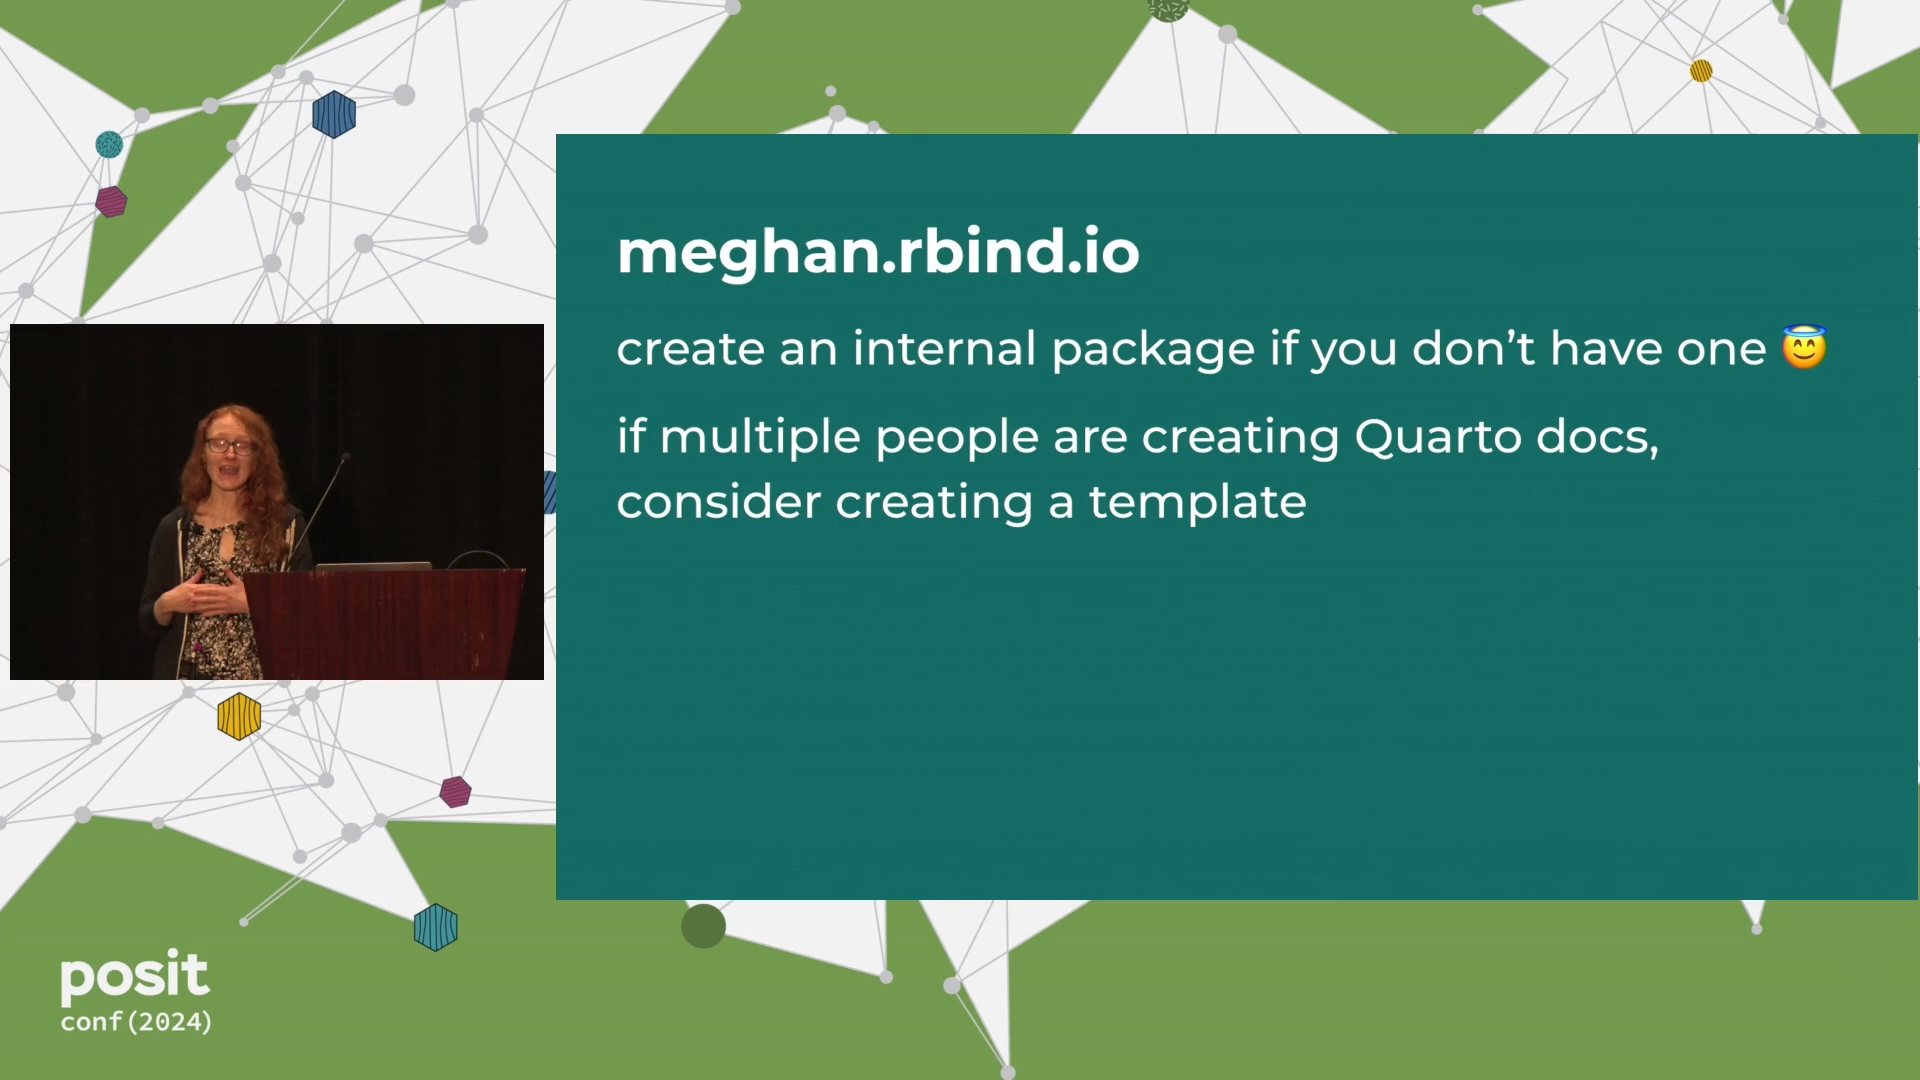 meghan.rbind.io
create an internal package if you don’t have one 😇
if multiple people are creating Quarto docs,
consider creating a template
posit
conf(2024)